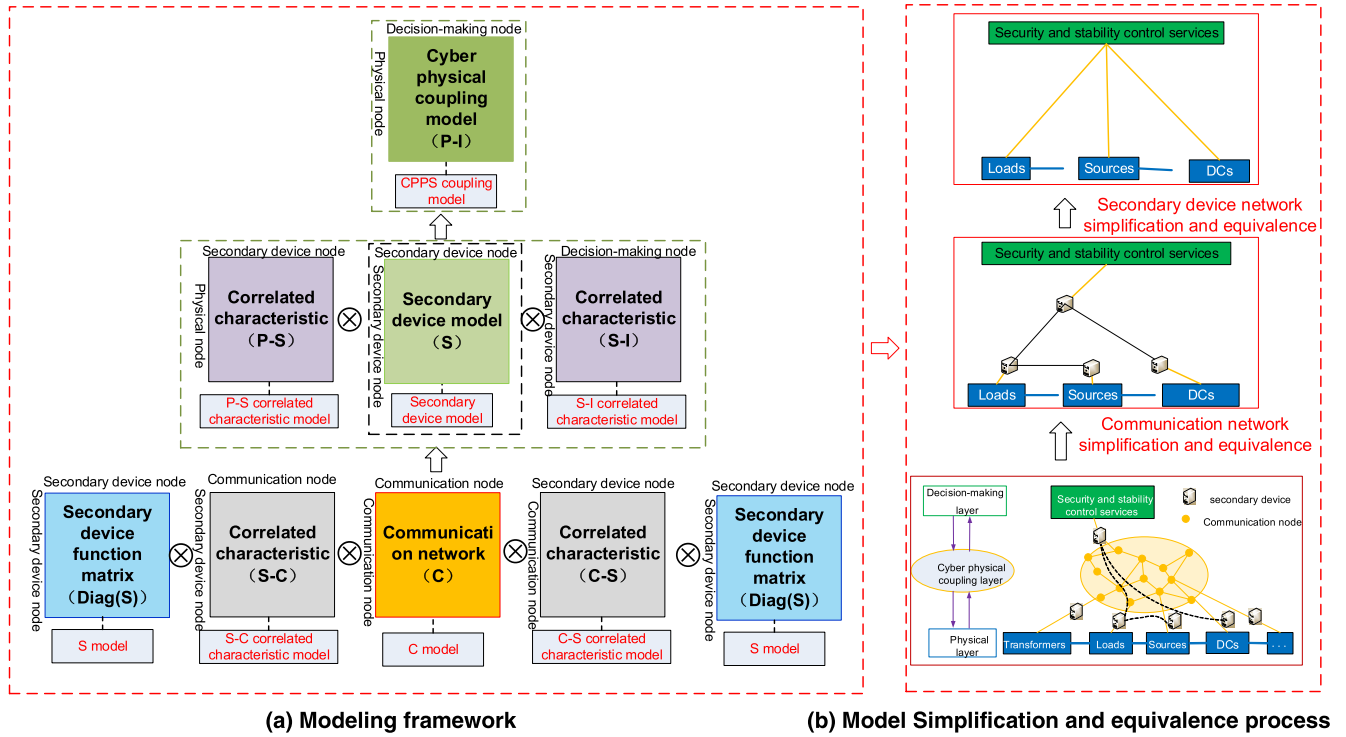 Decision-making node
Physical node
Cyber
physical
coupling
model
（P-I）
CPPS coupling
model
Secondary device node
Physical node
Correlated
characteristic
（P-S）
P-S correlated
characteristic model
Secondary device node
Secondary device node
Secondary
device model
（S）
Secondary
device model
Decision-making node
Secondary device node
Correlated
characteristic
（S-I）
S-I correlated
characteristic model
Secondary device node
Secondary device node
Secondary
device
function
matrix
（Diag(S)）
S model
Communication node
Secondary device node
Correlated
characteristic
（S-C）
S-C correlated
characteristic model
Communication node
Communication node
Communicati
on network
（C）
C model
Secondary device node
Communication node
Correlated
characteristic
（C-S）
C-S correlated
characteristic model
Secondary device node
Secondary device node
Secondary
device
function
matrix
（Diag(S)）
S model
(a) Modeling framework
Security and stability control services
Loads
Sources
DCs
Secondary device network
simplification and equivalence
Security and stability control services
Loads
Sources
DCs
Communication network
simplification and equivalence
Decision-making
layer
Cyber physical
coupling layer
Physical
layer
Security and stability
control services
secondary device
Communication node
Transformers
Loads
Sources
DCs
...
(b) Model Simplification and equivalence process